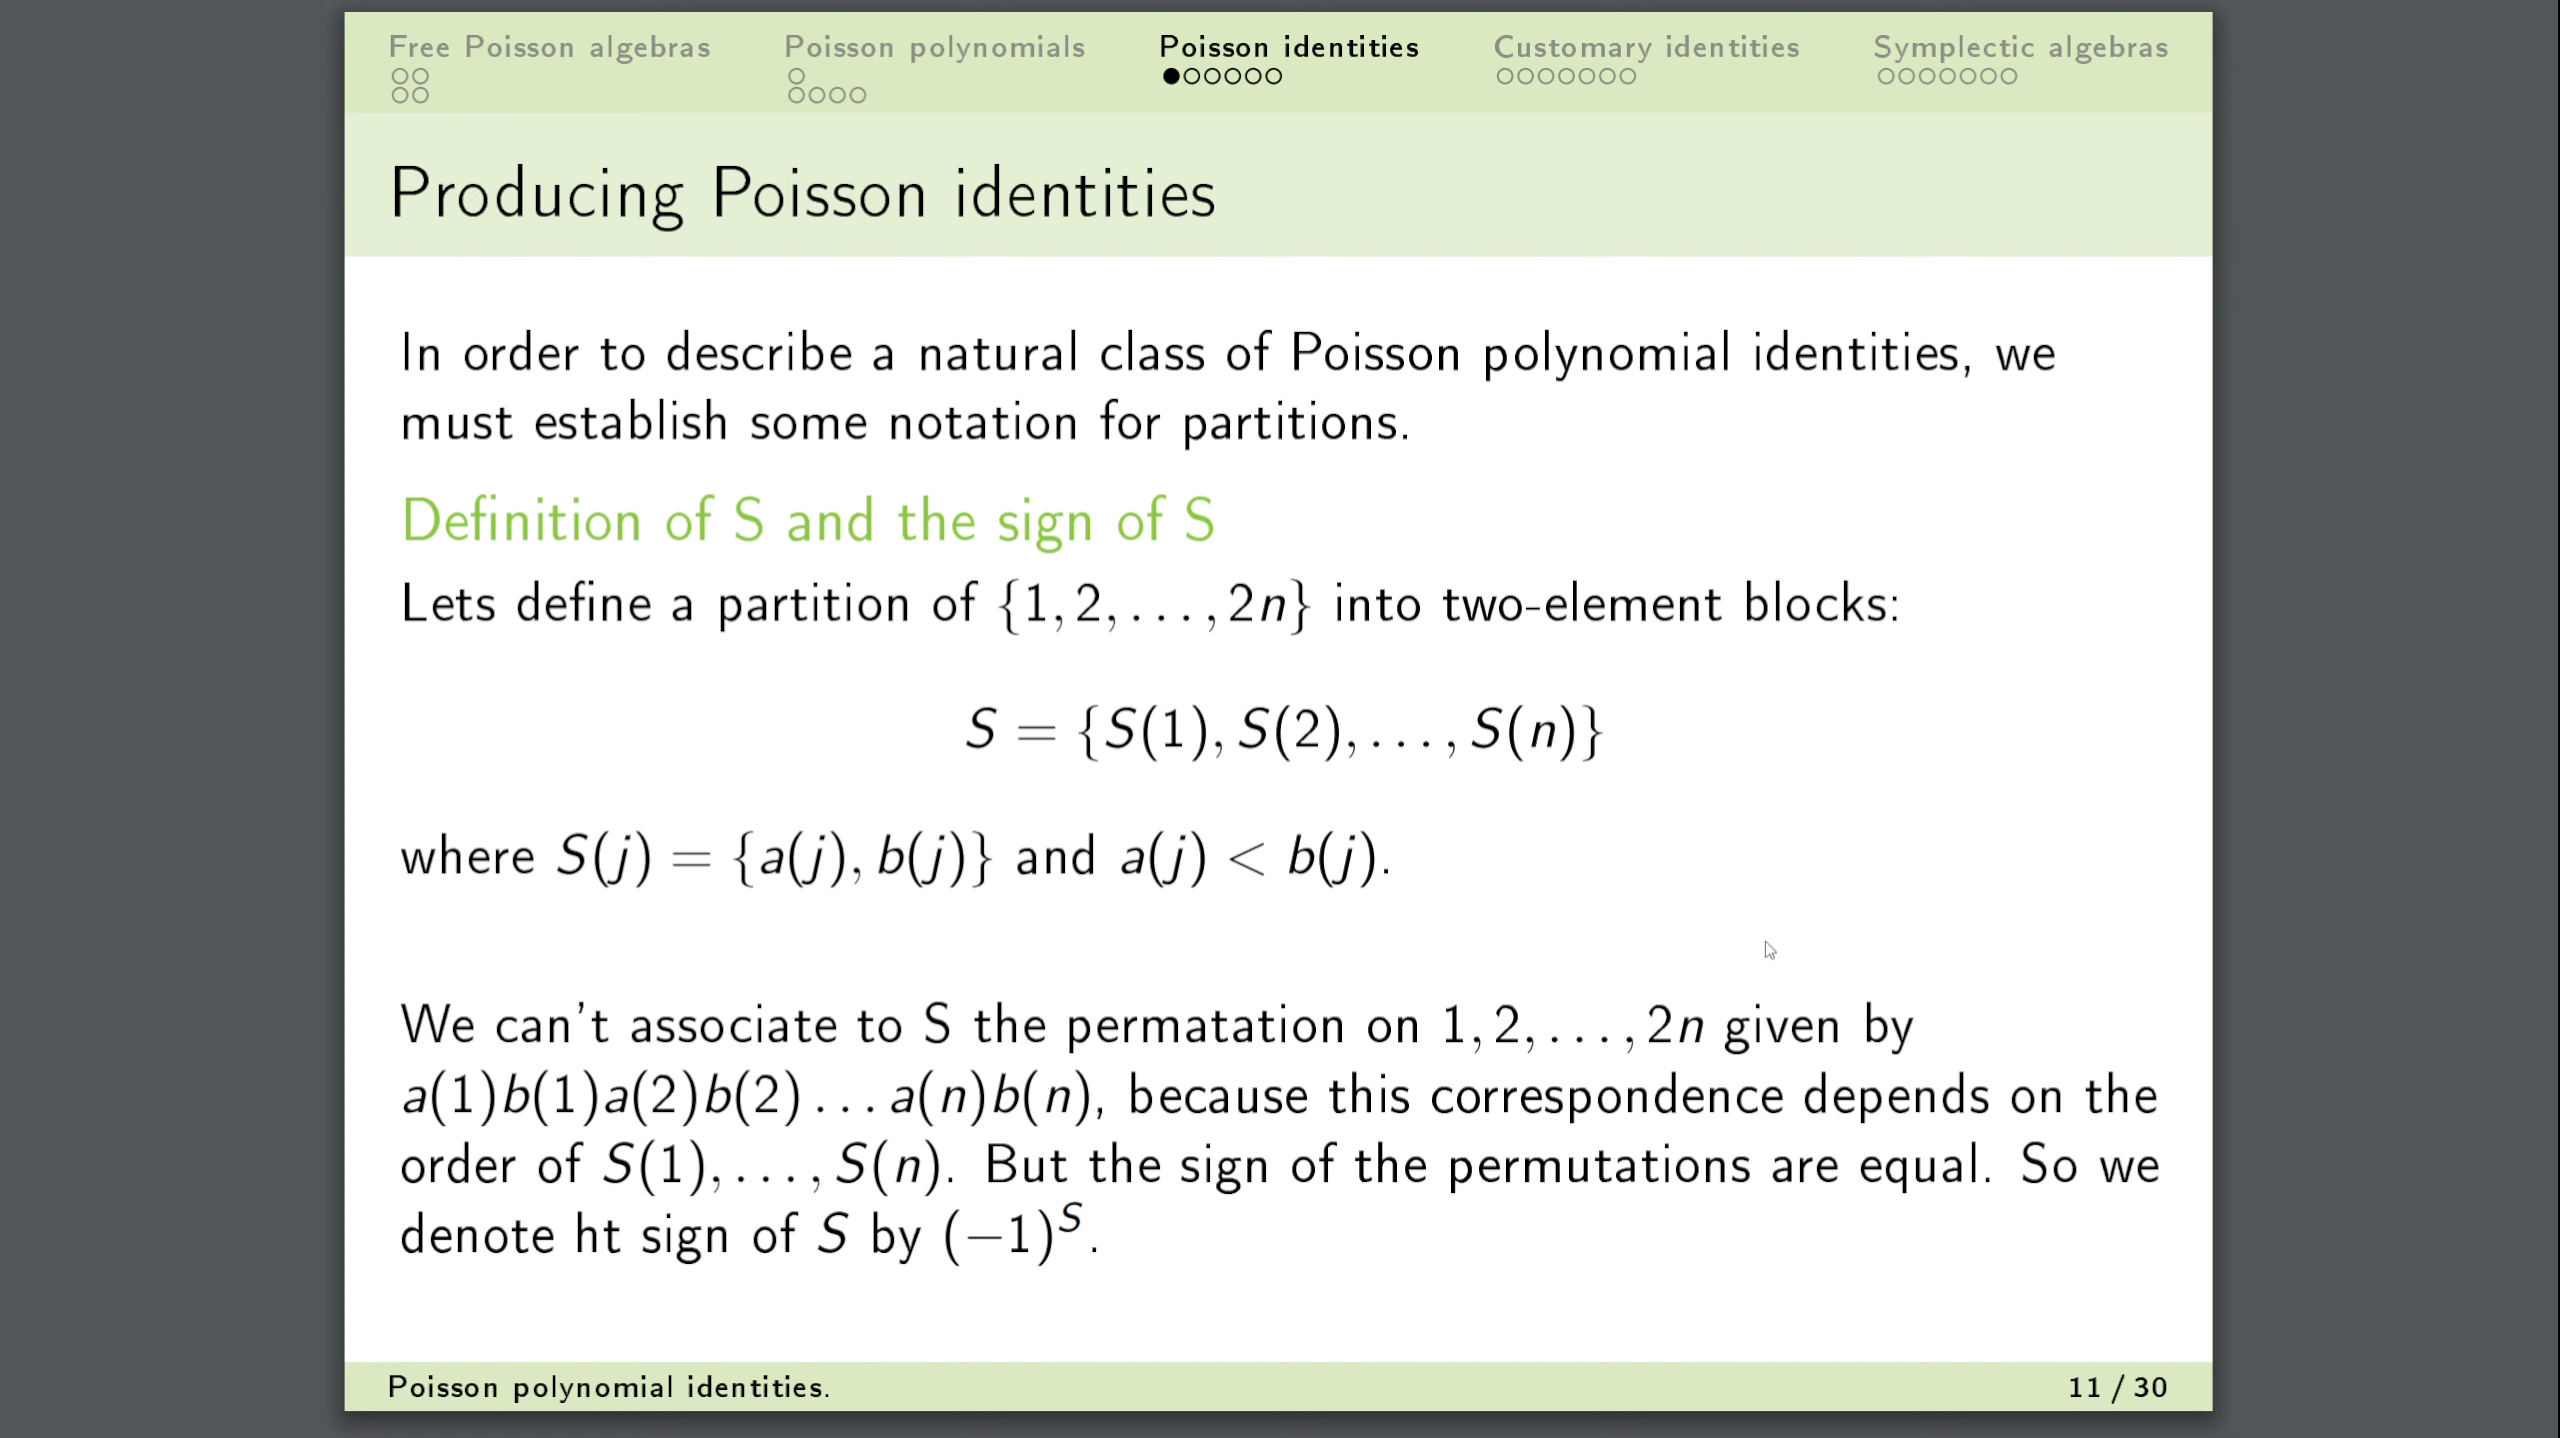 Free Poisson algebras
Poisson polynomials
Poisson identities
Customary identities
Symplectic algebras
Producing Poisson identities
In order to describe a natural class of Poisson polynomial identities, we
must establish some notation for partitions.
Definition of S and the sign of S
Lets define a partition of {1, 2, . . . , 2n} into two-element blocks:
S = {S(1), S(2), . . . , S(n)}
where S(j) = {a(j), b(j)} and a(j) < b(j).
We can't associate to S the permatation on 1, 2, . . . , 2n given by
a(1)b(1)a(2)b(2) . . . a(n)b(n), because this correspondence depends on the
order of S(1), . . . , S(n). But the sign of the permutations are equal. So we
denote ht sign of S by (−1)^S.
Poisson polynomial identities.
11 / 30